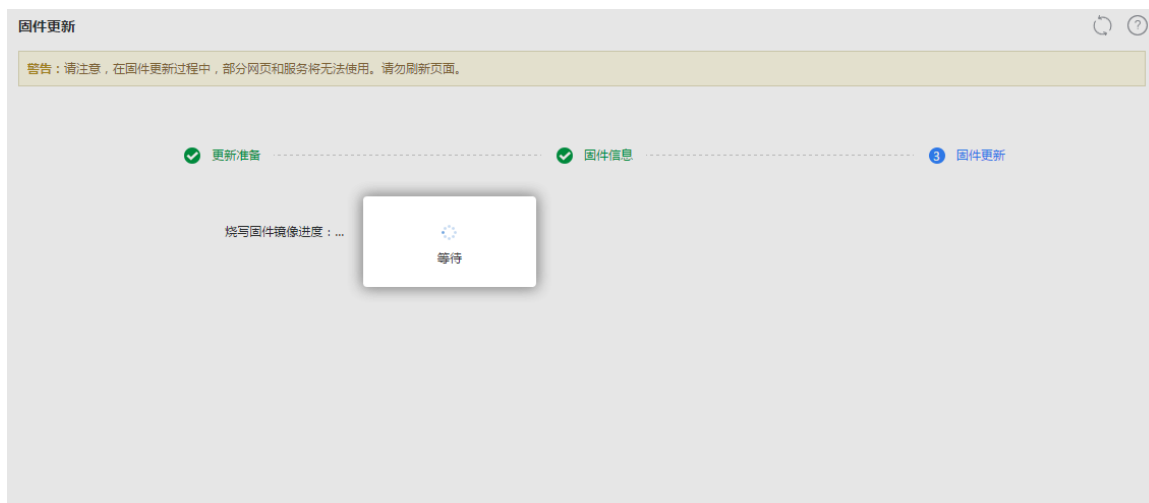 固件更新
警告：请注意，在固件更新过程中，部分网页和服务将无法使用。请勿刷新页面。
更新准备
固件信息
3 固件更新
烧写固件镜像进度：...
等待